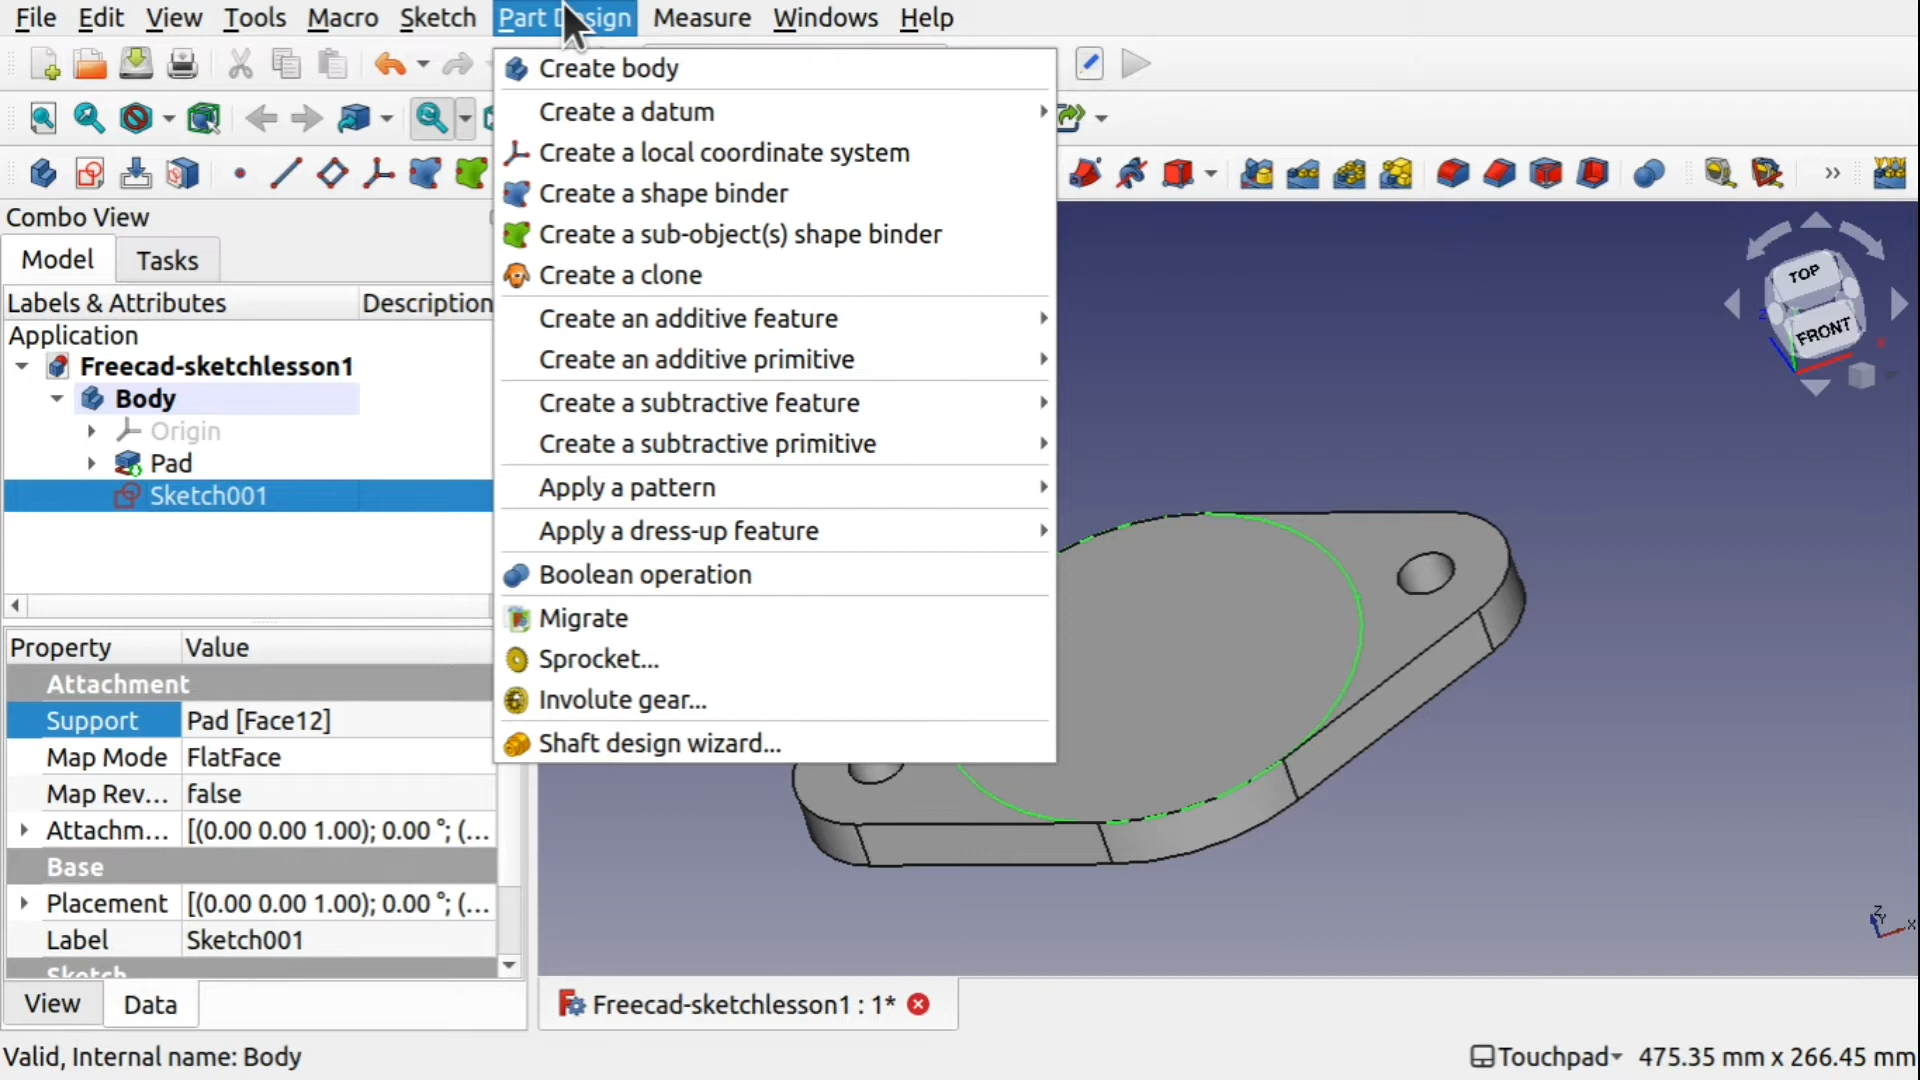 File Edit View Tools Macro Sketch Part Design Measure Windows Help
Create body
Create a datum
Create a local coordinate system
Create a shape binder
Create a sub-object(s) shape binder
Create a clone
Create an additive feature
Create an additive primitive
Create a subtractive feature
Create a subtractive primitive
Apply a pattern
Apply a dress-up feature
Boolean operation
Migrate
Sprocket...
Involute gear...
Shaft design wizard...
Combo View
Model Tasks
Labels & Attributes Description
Application
Freecad-sketchlesson1
Body
Origin
Pad
Sketch001
Property Value
Attachment
Support Pad [Face12]
Map Mode FlatFace
Map Rev... false
Attachm... [(0.00 0.00 1.00); 0.00 °; (...
Base
Placement [(0.00 0.00 1.00); 0.00 °; (...
Label Sketch001
Sketch
View Data
TOP
FRONT
Z
Z
Y
X
Freecad-sketchlesson1 : 1*
Valid, Internal name: Body
Touchpad 475.35 mm x 266.45 mm